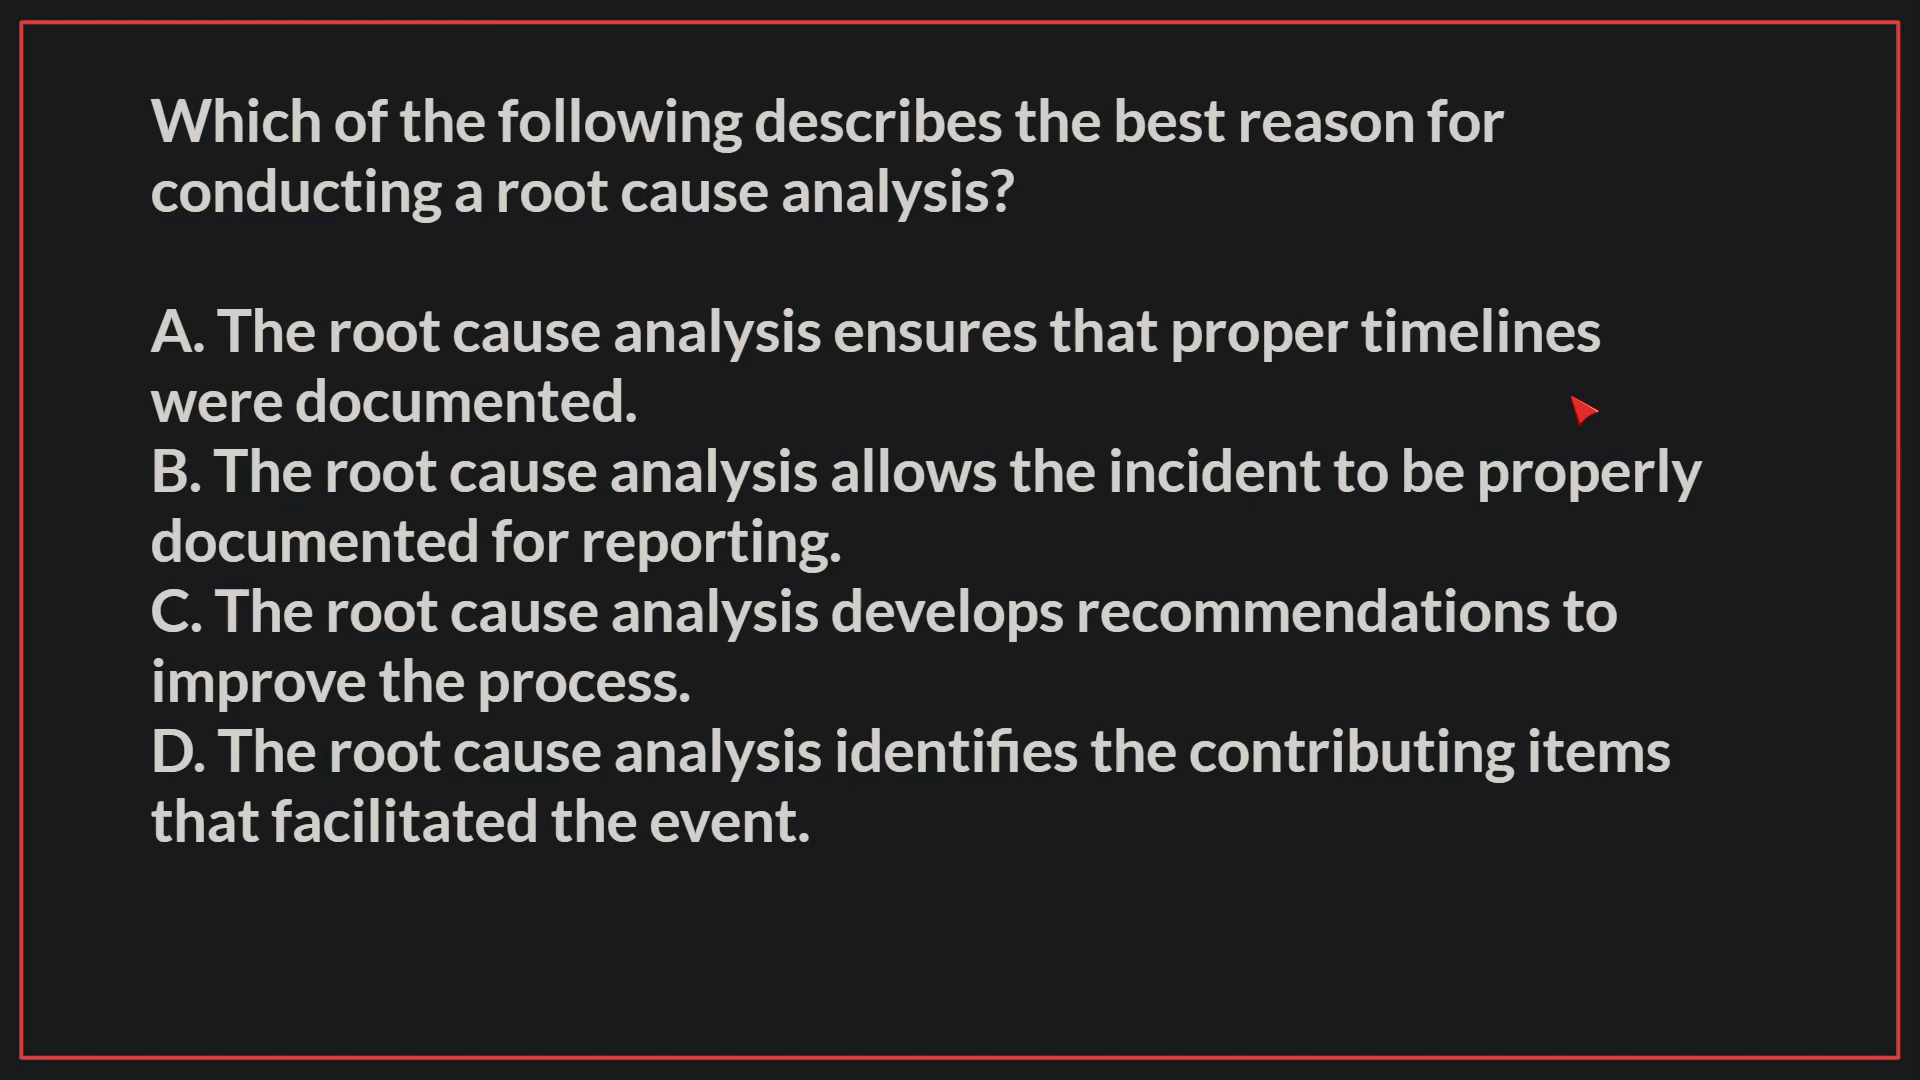 Which of the following describes the best reason for
conducting a root cause analysis?
A. The root cause analysis ensures that proper timelines
were documented.
B. The root cause analysis allows the incident to be properly
documented for reporting.
C. The root cause analysis develops recommendations to
improve the process.
D. The root cause analysis identifies the contributing items
that facilitated the event.